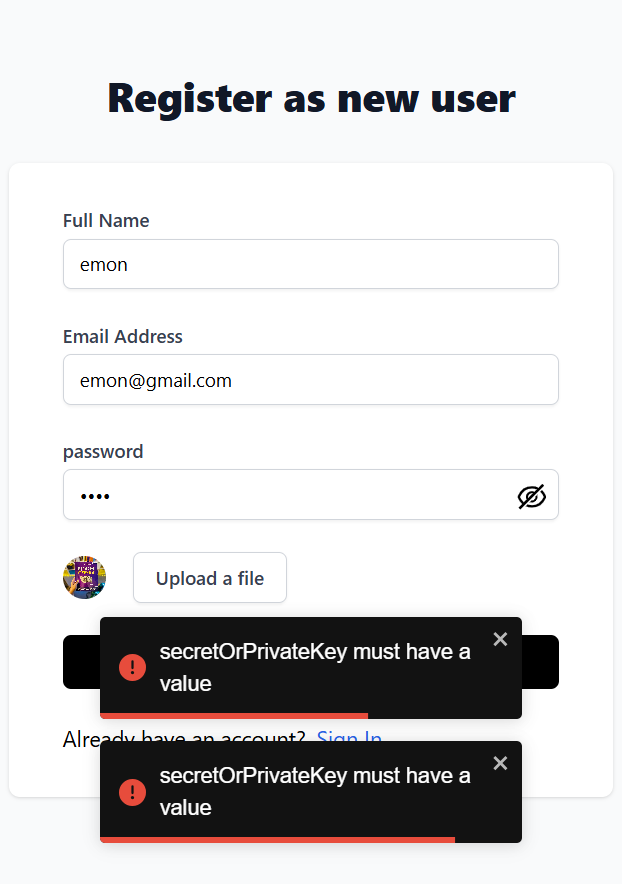 Register as new user
Full Name
emon
Email Address
emon@gmail.com
password
••••
Upload a file
secretOrPrivateKey must have a
value
Already have an account? Sign In
secretOrPrivateKey must have a
value